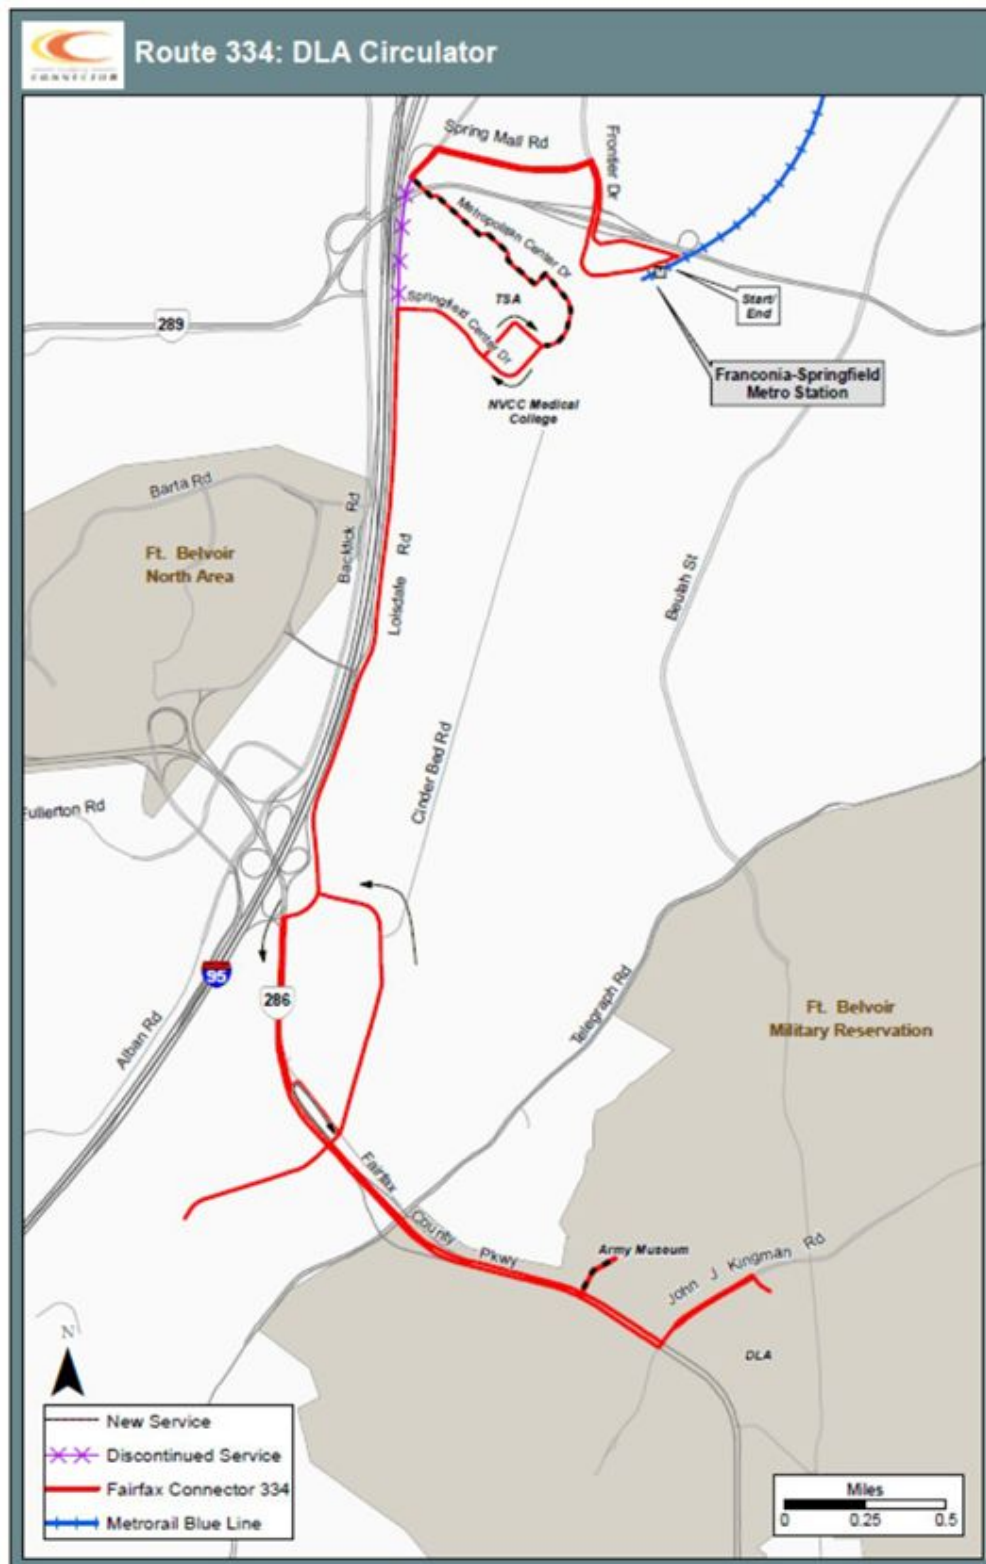 CONNECTOR
Route 334: DLA Circulator
Spring Mall Rd
Frontier Dr
Metropolitan Center Dr
TSA
Start/
End
Springfield Center Dr
289
Franconia-Springfield
Metro Station
NVCC Medical
College
Barta Rd
Backlick Rd
Ft. Belvoir
North Area
Loisdale Rd
Beulah St
Cinder Bed Rd
Fullerton Rd
95
286
Telegraph Rd
Ft. Belvoir
Military Reservation
Alban Rd
Fairfax County Pkwy
Army Museum
John J Kingman Rd
DLA
N
New Service
Discontinued Service
Fairfax Connector 334
Metrorail Blue Line
Miles
0 0.25 0.5